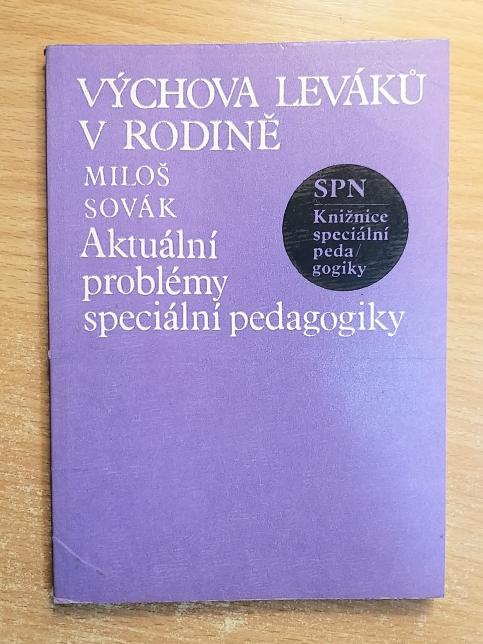 VÝCHOVA LEVÁKŮ
V RODINĚ
MILOŠ
SOVÁK
Aktuální
problémy
speciální pedagogiky
SPN
Knižnice
speciální
peda/
gogiky